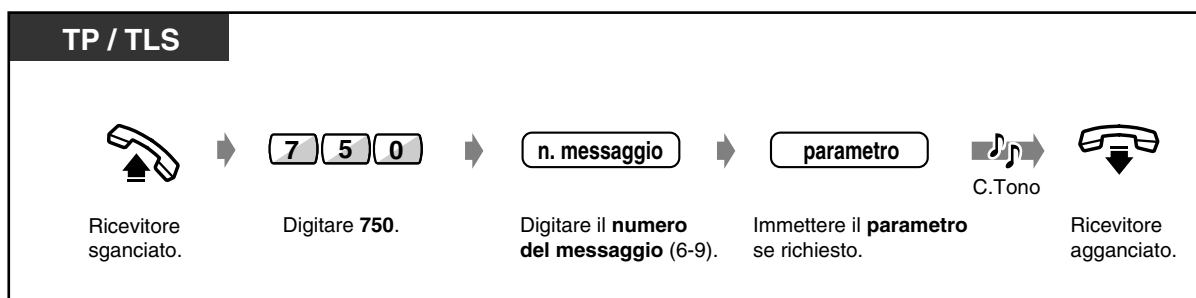 TP / TLS
7 5 0
n. messaggio
parametro
C.Tono
Ricevitore
sganciato.
Digitare 750.
Digitare il numero
del messaggio (6-9).
Immettere il parametro
se richiesto.
Ricevitore
agganciato.